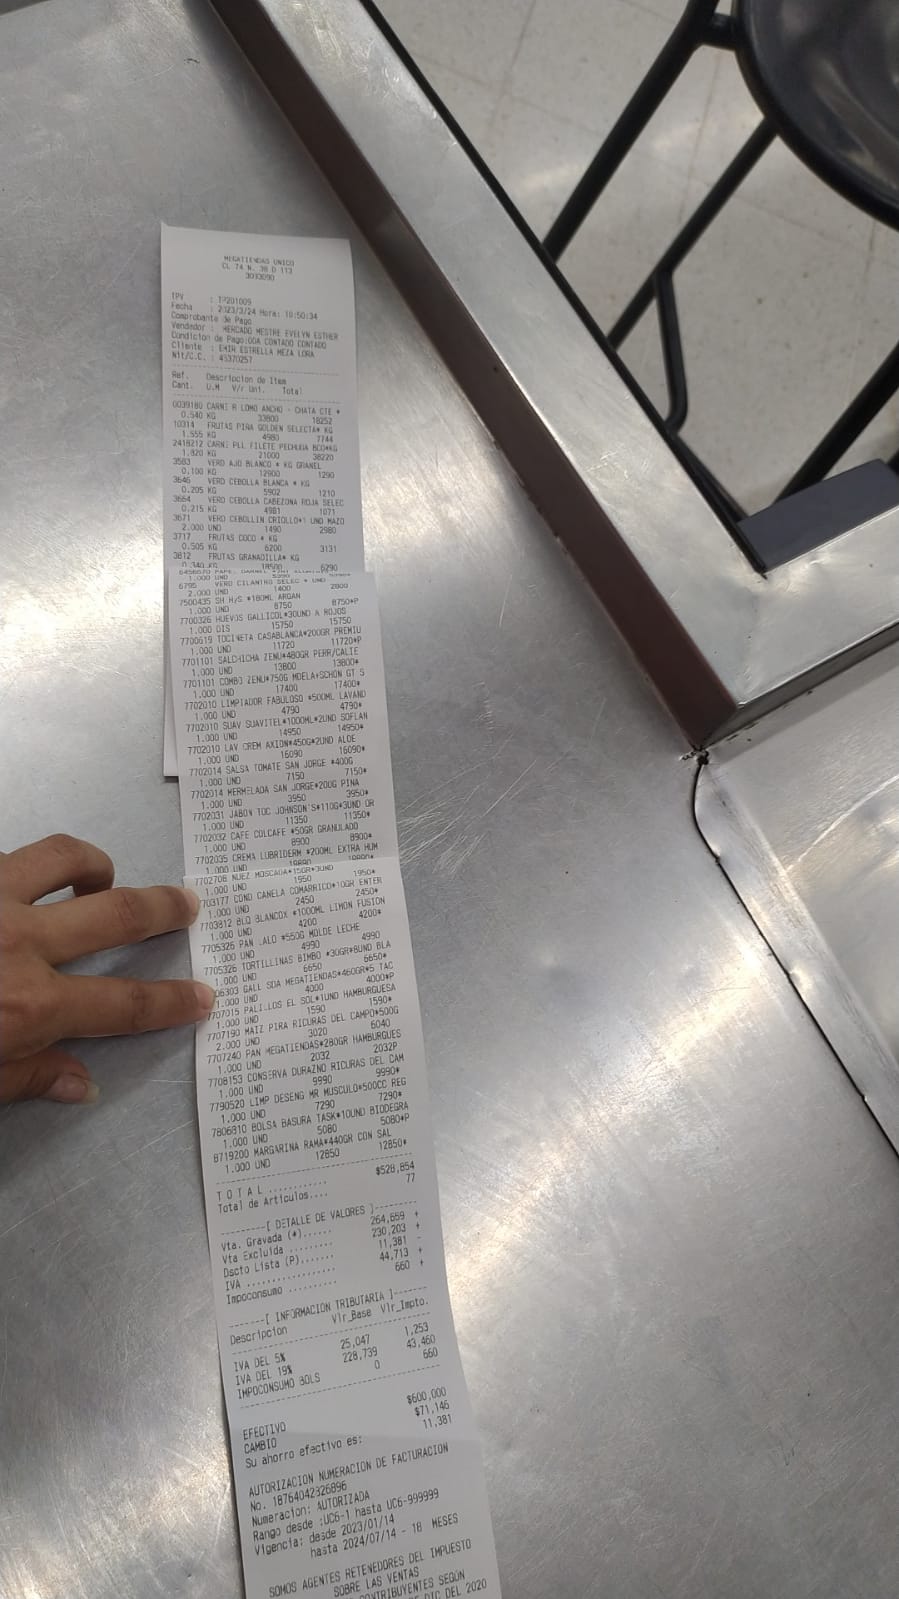 MEGATIENDAS UNICO
CL 74 N. 38 D 113
3093090
TPV : TP201009
Fecha : 2023/3/24 Hora: 10:50:34
Comprobante de Pago
Vendedor : MERCADO MESTRE EVELYN ESTHER
Condicion de Pago:00A CONTADO CONTADO
Cliente : EMIR ESTRELLA MEZA LORA
Nit/C.C. : 45370257
Ref. Descripcion de Item
Cant. U.M V/r Uni. Total
0039180 CARNI R LOMO ANCHO - CHATA CTE *
0.540 KG 33800 18252
10314 FRUTAS PIÑA GOLDEN SELECTA* KG
1.555 KG 4980 7744
2418212 CARNI PLL FILETE PECHUGA BCO*KG
1.820 KG 21000 38220
3583 VERD AJO BLANCO * KG GRANEL
0.100 KG 12900 1290
3646 VERD CEBOLLA BLANCA * KG
0.205 KG 5902 1210
3664 VERD CEBOLLA CABEZONA ROJA SELEC
0.215 KG 4981 1071
3671 VERD CEBOLLIN CRIOLLO*1 UND MAZO
2.000 UND 1490 2980
3717 FRUTAS COCO * KG
0.505 KG 6200 3131
3812 FRUTAS GRANADILLA* KG
0.340 KG 18500 6290
1.000 UND
6795 VERD CILANTRO SELEC * UND
2.000 UND 1400 2800
7500435 SH H/S *180ML ARGAN
1.000 UND 8750 8750*P
7700326 HUEVOS GALLICOL*30UND A ROJOS
1.000 DIS 15750 15750
7700619 TOCINETA CASABLANCA*200GR PREMIU
1.000 UND 11720 11720*P
7701101 SALCHICHA ZENU*480GR PERR/CALIE
1.000 UND 13800 13800*
7701101 COMBO ZENU*750G MOELA+SCHON GT S
1.000 UND 17400 17400*
7702010 LIMPIADOR FABULOSO *500ML LAVAND
1.000 UND 4790 4790*
7702010 SUAV SUAVITEL*1000ML*2UND SOFLAN
1.000 UND 14950 14950*
7702010 LAV CREM AXION*450G*2UND ALOE
1.000 UND 16090 16090*
7702014 SALSA TOMATE SAN JORGE *400G
1.000 UND 7150 7150*
7702014 MERMELADA SAN JORGE*200G PIÑA
1.000 UND 3950 3950*
7702031 JABON TOC JOHNSON'S*110G*3UND OR
1.000 UND 11350 11350*
7702032 CAFE COLCAFE *50GR GRANULADO
1.000 UND 8900 8900*
7702035 CREMA LUBRIDERM *200ML EXTRA HUM
1.000 UND
7702708 NUEZ MOSCADA*15GR*3UND
1.000 UND 1950 1950*
7703177 COND CANELA COMARRICO*10GR ENTER
1.000 UND 2450 2450*
7703812 BLQ BLANCOX *1000ML LIMON FUSION
1.000 UND 4200 4200*
7705326 PAN LALO *550G MOLDE LECHE
1.000 UND 4990 4990
7705326 TORTILLINAS BIMBO *30GR*8UND BLA
1.000 UND 6650 6650*
06303 GALL SDA MEGATIENDAS*460GR*5 TAC
1.000 UND 4000 4000*P
7707015 PALILLOS EL SOL*1UND HAMBURGUESA
1.000 UND 1590 1590*
7707190 MAIZ PIRA RICURAS DEL CAMPO*500G
2.000 UND 3020 6040
7707240 PAN MEGATIENDAS*280GR HAMBURGUES
1.000 UND 2032 2032P
7708153 CONSERVA DURAZNO RICURAS DEL CAM
1.000 UND 9990 9990*
7790520 LIMP DESENG MR MUSCULO*500CC REG
1.000 UND 7290 7290*
7806810 BOLSA BASURA TASK*10UND BIODEGRA
1.000 UND 5080 5080*P
8719200 MARGARINA RAMA*440GR CON SAL
1.000 UND 12850 12850*
T O T A L ............ $528,854
Total de Articulos.... 77
--------[ DETALLE DE VALORES ]--------
Vta. Gravada (*)...... 264,659 +
Vta Excluida ......... 230,203 +
Dscto Lista (P)....... 11,381 -
IVA .................. 44,713 +
Impoconsumo .......... 660 +
-------[ INFORMACION TRIBUTARIA ]-------
Descripcion Vlr_Base Vlr_Impto.
IVA DEL 5% 25,047 1,253
IVA DEL 19% 228,739 43,460
IMPOCONSUMO BOLS 0 660
EFECTIVO $600,000
CAMBIO $71,146
Su ahorro efectivo es: 11,381
AUTORIZACION NUMERACION DE FACTURACION
No. 18764042326896
Numeracion: AUTORIZADA
Rango desde :UC6-1 hasta UC6-999999
Vigencia: desde 2023/01/14
hasta 2024/07/14 - 18 MESES
SOMOS AGENTES RETENEDORES DEL IMPUESTO
SOBRE LAS VENTAS
CONTRIBUYENTES SEGÚN
DE DIC DEL 2020